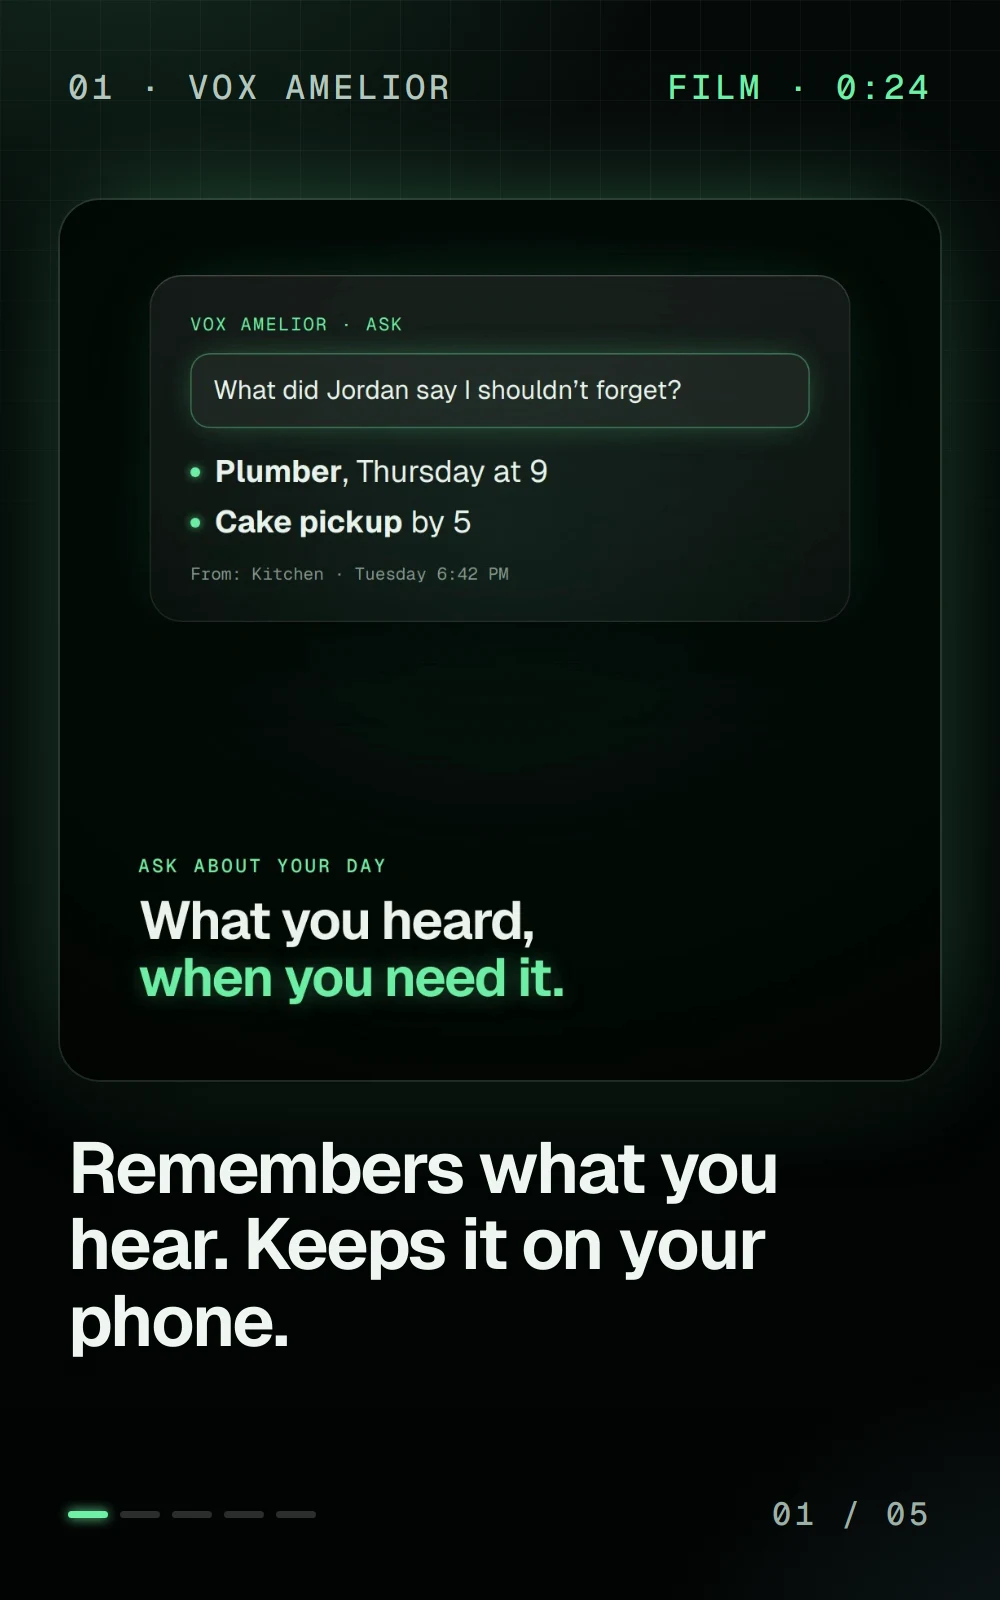 01 · VOX AMELIOR
FILM · 0:24
VOX AMELIOR · ASK
What did Jordan say I shouldn’t forget?
Plumber, Thursday at 9
Cake pickup by 5
From: Kitchen · Tuesday 6:42 PM
ASK ABOUT YOUR DAY
What you heard,
when you need it.
Remembers what you
hear. Keeps it on your
phone.
01 / 05